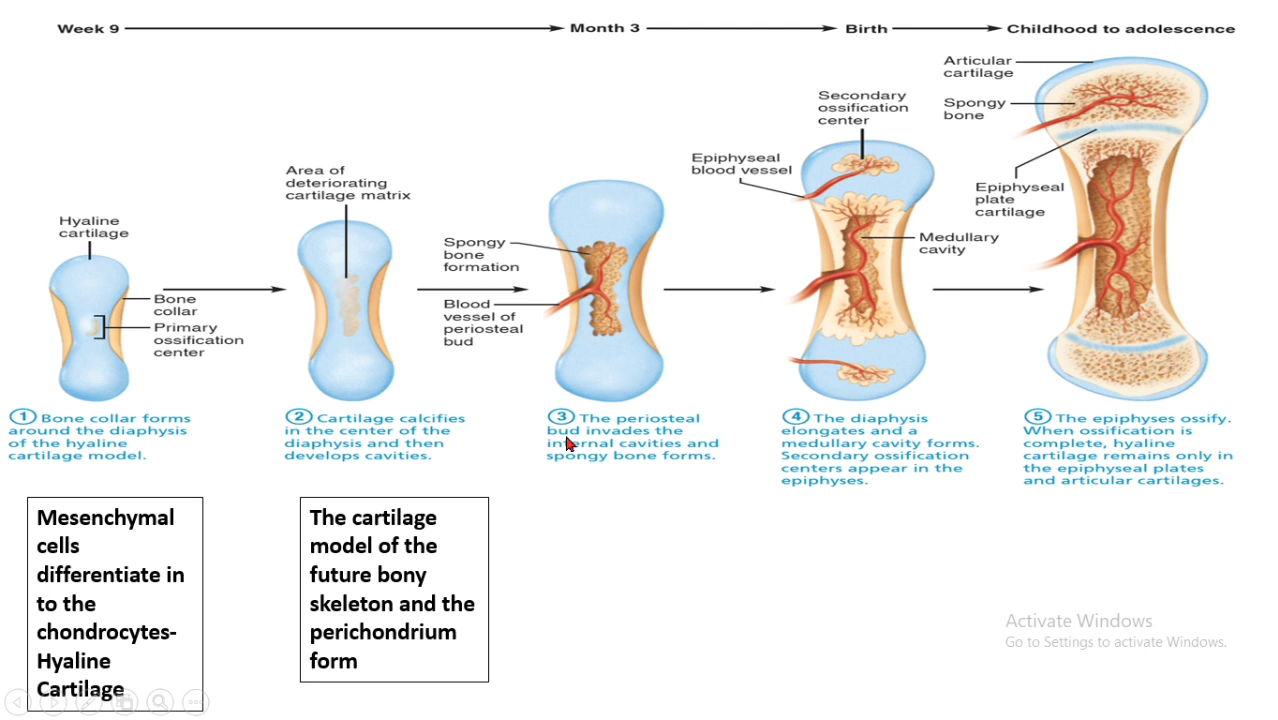 Week 9
Month 3
Birth
Childhood to adolescence
Articular
cartilage
Secondary
ossification
center
Spongy
bone
Epiphyseal
blood vessel
Area of
deteriorating
cartilage matrix
Epiphyseal
plate
cartilage
Hyaline
cartilage
Spongy
bone
formation
Medullary
cavity
Bone
collar
Primary
ossification
center
Blood
vessel of
periosteal
bud
1 Bone collar forms
around the diaphysis
of the hyaline
cartilage model.
2 Cartilage calcifies
in the center of the
diaphysis and then
develops cavities.
3 The periosteal
bud invades the
internal cavities and
spongy bone forms.
4 The diaphysis
elongates and a
medullary cavity forms.
Secondary ossification
centers appear in the
epiphyses.
5 The epiphyses ossify.
When ossification is
complete, hyaline
cartilage remains only in
the epiphyseal plates
and articular cartilages.
Mesenchymal
cells
differentiate in
to the
chondrocytes-
Hyaline
Cartilage
The cartilage
model of the
future bony
skeleton and the
perichondrium
form
Activate Windows
Go to Settings to activate Windows.